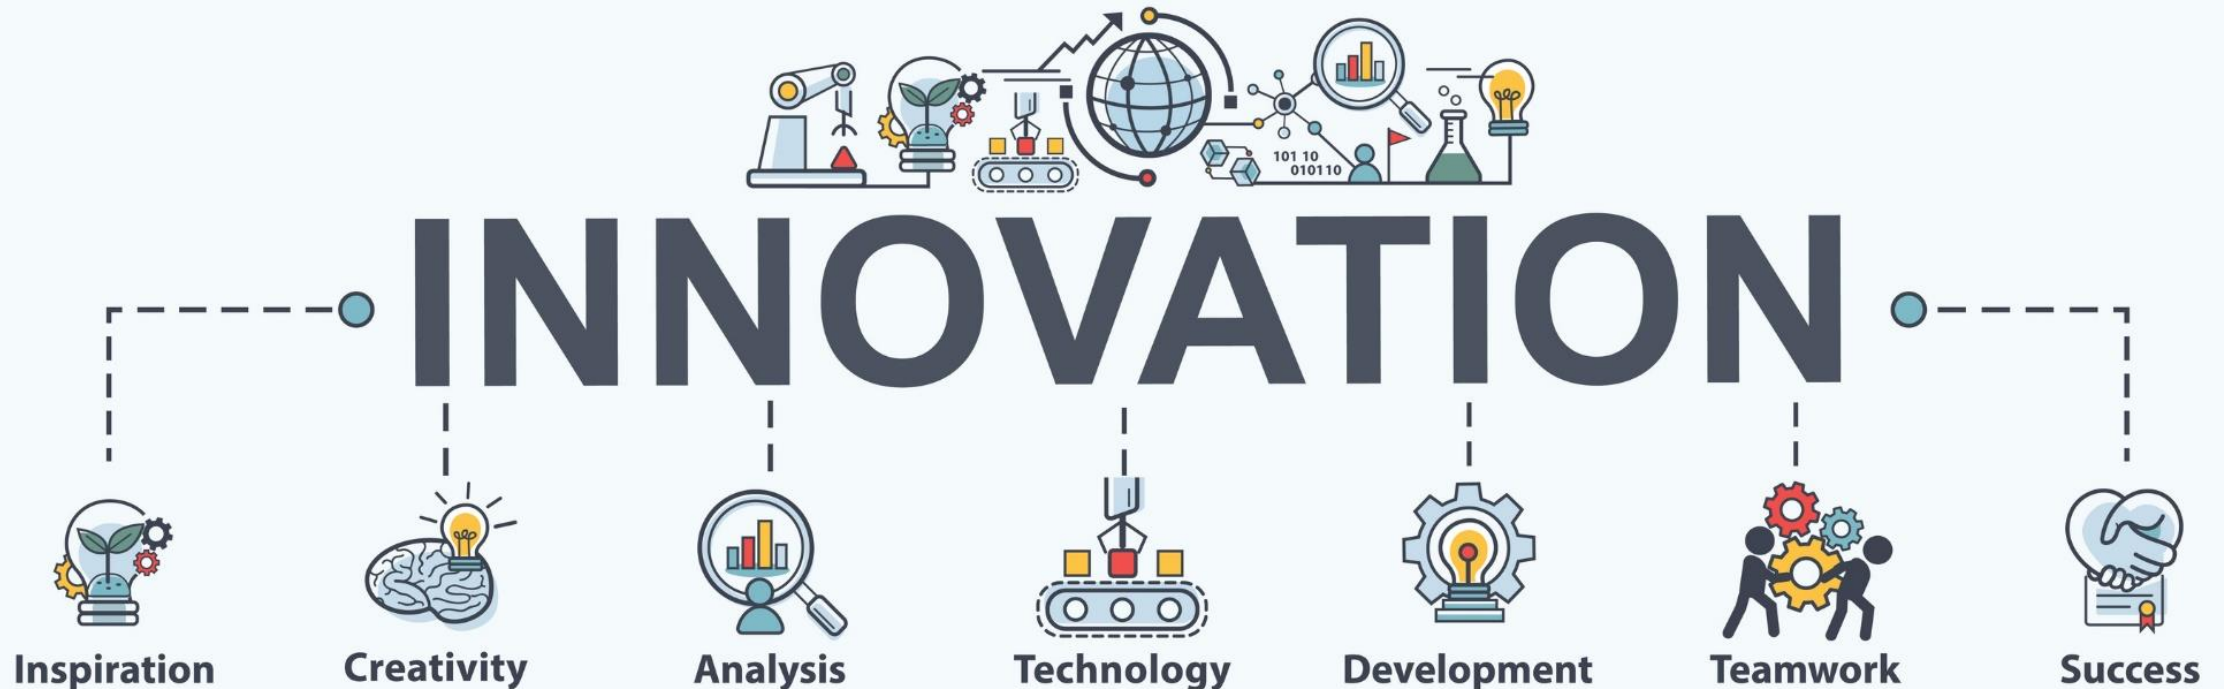 101 10
010110
INNOVATION
Inspiration
Creativity
Analysis
Technology
Development
Teamwork
Success